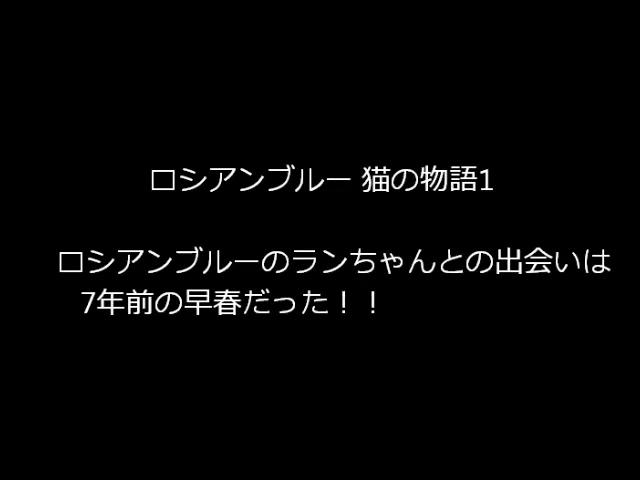 ロシアンブルー 猫の物語1
ロシアンブルーのランちゃんとの出会いは
7年前の早春だった！！